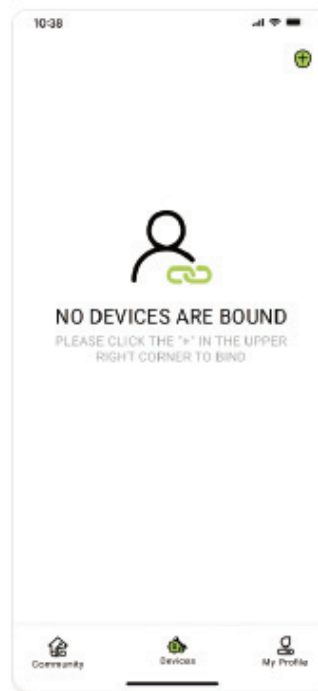 10:38
NO DEVICES ARE BOUND
PLEASE CLICK THE "+" IN THE UPPER
RIGHT CORNER TO BIND
Community
Devices
My Profile